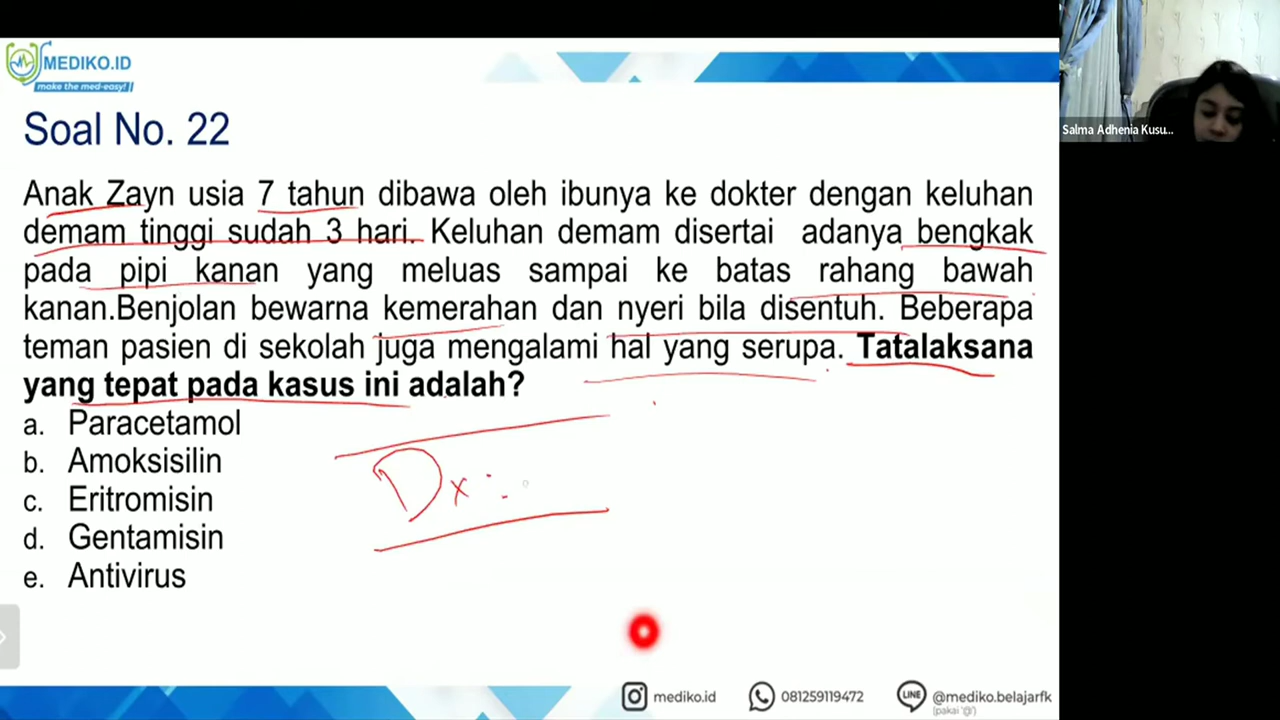 MEDIKO.ID
make the med-easy!
Soal No. 22
Anak Zayn usia 7 tahun dibawa oleh ibunya ke dokter dengan keluhan
demam tinggi sudah 3 hari. Keluhan demam disertai adanya bengkak
pada pipi kanan yang meluas sampai ke batas rahang bawah
kanan.Benjolan bewarna kemerahan dan nyeri bila disentuh. Beberapa
teman pasien di sekolah juga mengalami hal yang serupa. Tatalaksana
yang tepat pada kasus ini adalah?
a. Paracetamol
b. Amoksisilin
c. Eritromisin
d. Gentamisin
e. Antivirus
Dx :
mediko.id
081259119472
LINE
@mediko.belajarfk
(pakai '@')
Salma Adhenia Kusu...